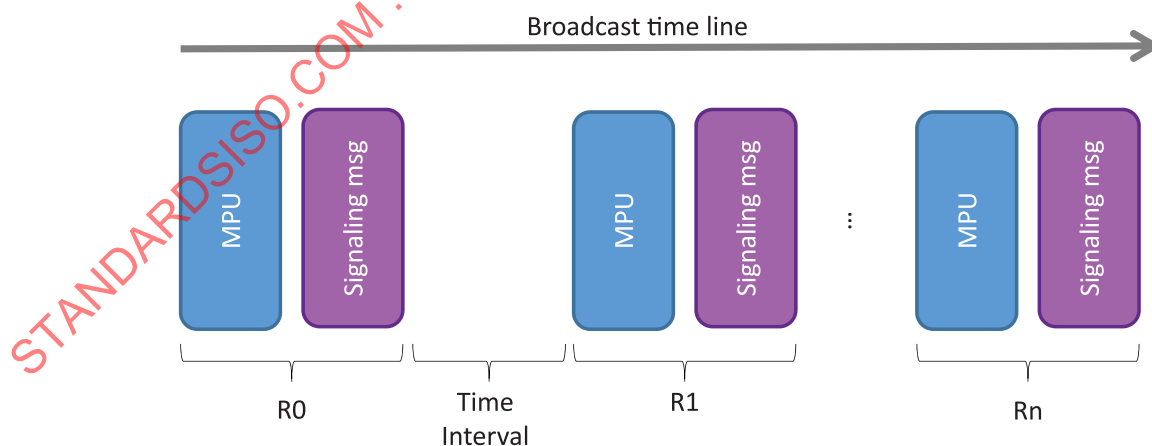 Broadcast time line
STANDARDSISO.COM .
MPU
Signaling msg
MPU
Signaling msg
...
MPU
Signaling msg
R0
Time
Interval
R1
Rn